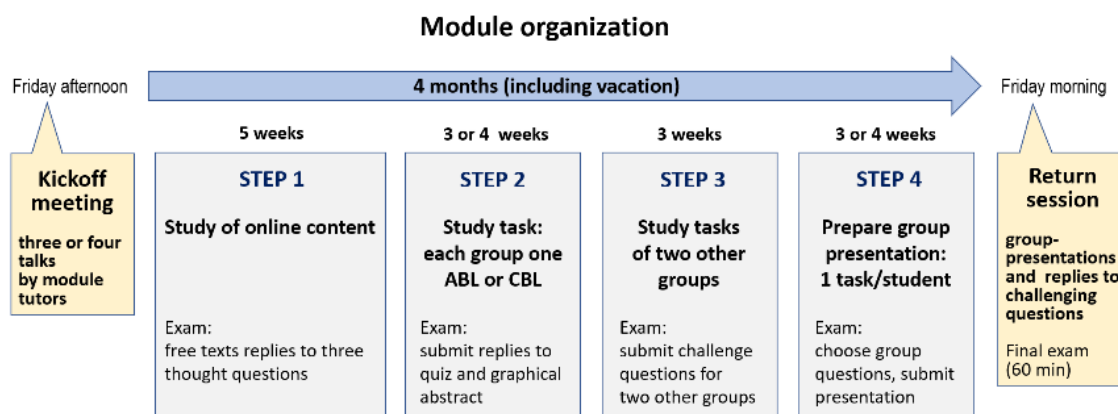 Module organization
Friday afternoon
4 months (including vacation)
Friday morning
Kickoff
meeting
three or four
talks
by module
tutors
5 weeks
STEP 1
Study of online content
Exam:
free texts replies to three
thought questions
3 or 4 weeks
STEP 2
Study task:
each group one
ABL or CBL
Exam:
submit replies to
quiz and graphical
abstract
3 weeks
STEP 3
Study tasks
of two other
groups
Exam:
submit challenge
questions for
two other groups
3 or 4 weeks
STEP 4
Prepare group
presentation:
1 task/student
Exam:
choose group
questions, submit
presentation
Return
session
group-
presentations
and replies to
challenging
questions
Final exam
(60 min)